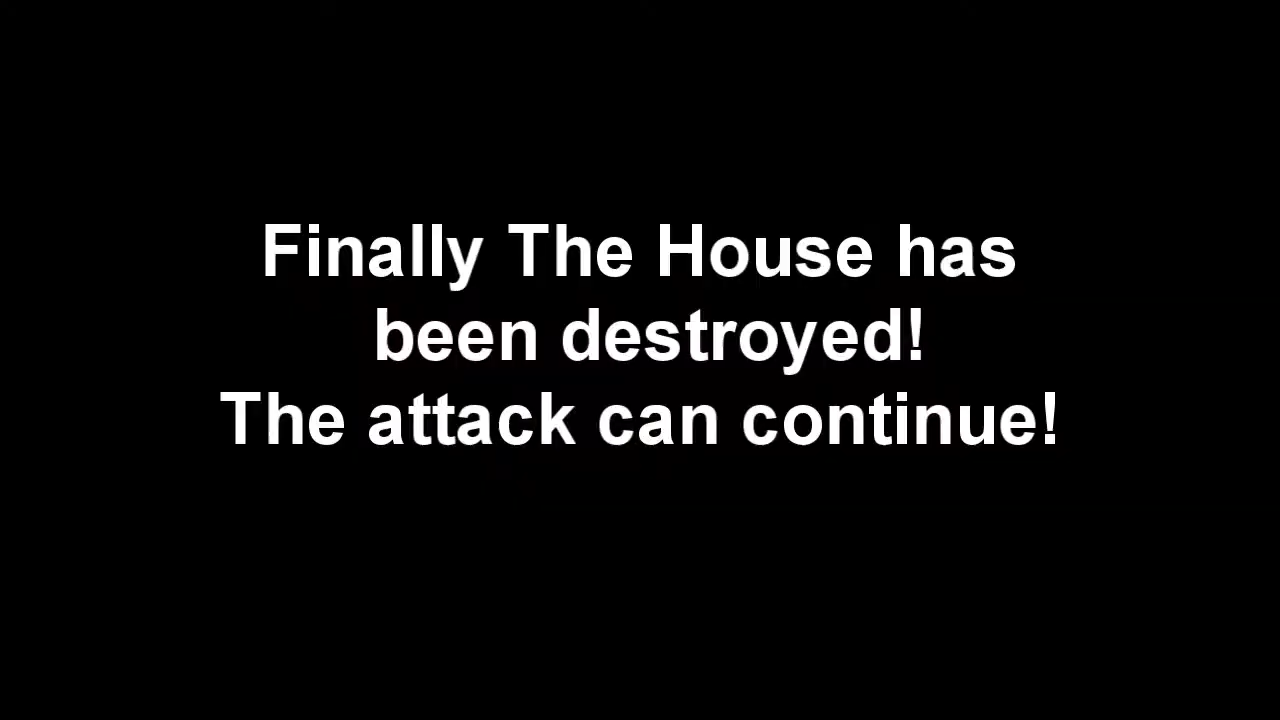 Finally The House has
been destroyed!
The attack can continue!